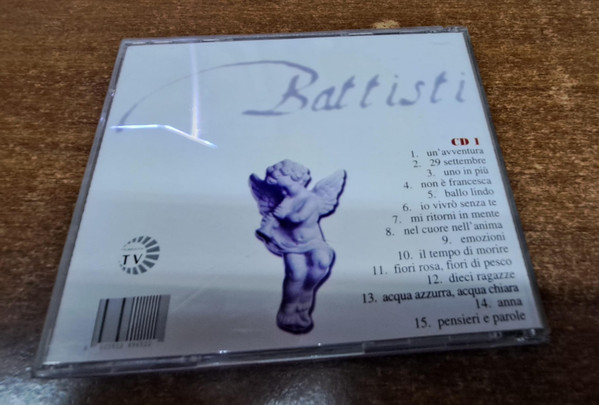 Battisti
CD 1
1. un'avventura
2. 29 settembre
3. uno in più
4. non è francesca
5. ballo lindo
6. io vivrò senza te
7. mi ritorni in mente
8. nel cuore nell'anima
9. emozioni
10. il tempo di morire
11. fiori rosa, fiori di pesco
12. dieci ragazze
13. acqua azzurra, acqua chiara
14. anna
15. pensieri e parole
TV